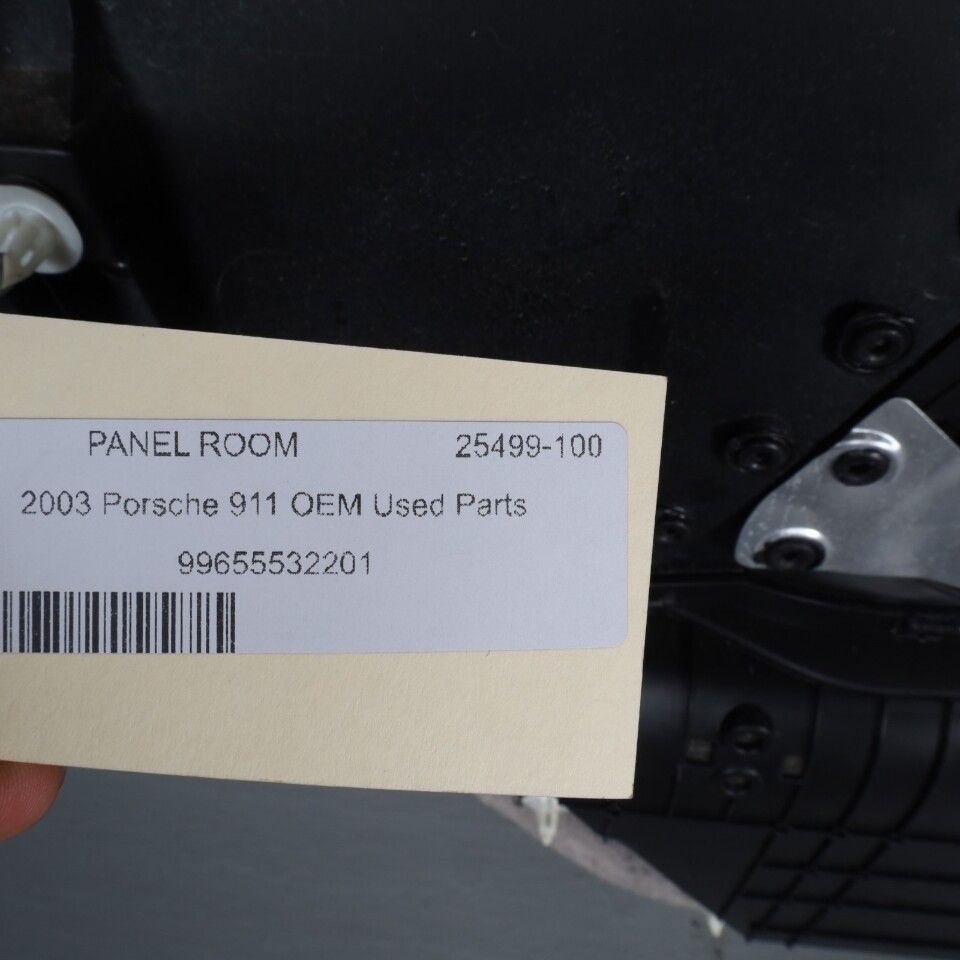 PANEL ROOM 25499-100
2003 Porsche 911 OEM Used Parts
99655532201